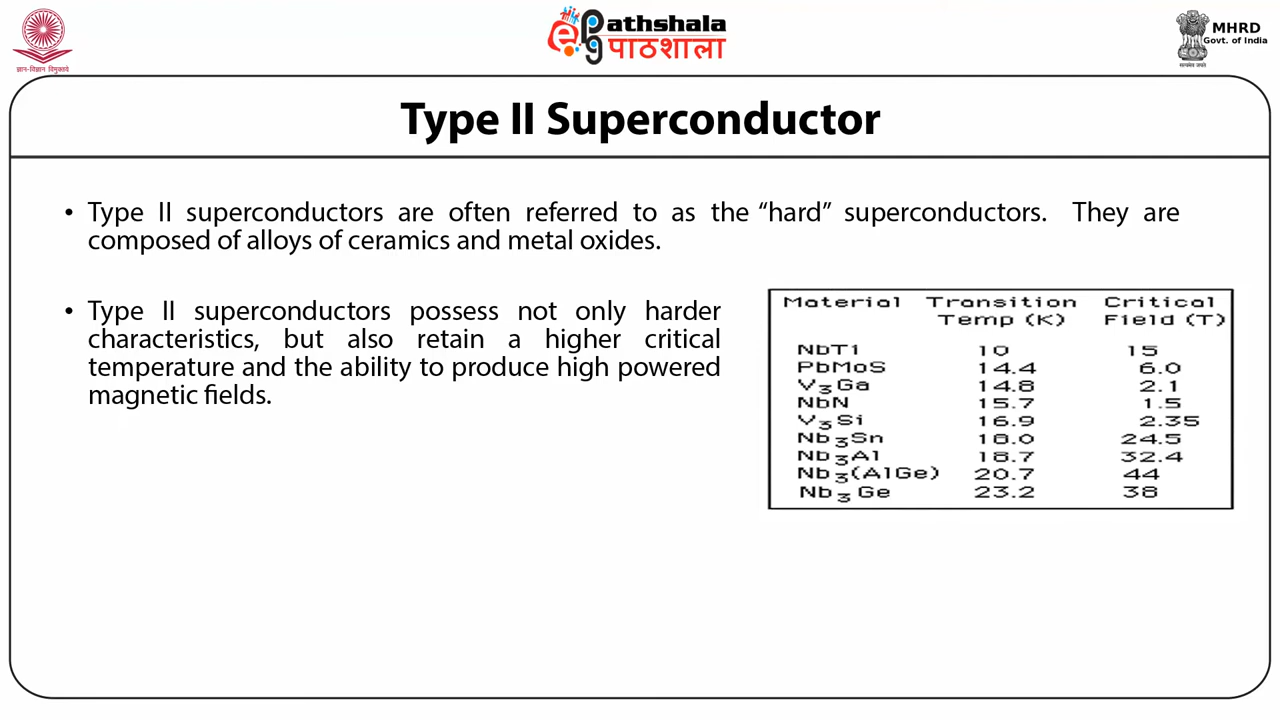 ज्ञान-विज्ञान विमुक्तये
ePathshala
पाठशाला
MHRD
Govt. of India
सत्यमेव जयते
Type II Superconductor
• Type II superconductors are often referred to as the “hard” superconductors. They are
composed of alloys of ceramics and metal oxides.
• Type II superconductors possess not only harder
characteristics, but also retain a higher critical
temperature and the ability to produce high powered
magnetic fields.
Material Transition Critical
Temp (K) Field (T)
NbTi 10 15
PbMoS 14.4 6.0
V₃Ga 14.8 2.1
NbN 15.7 1.5
V₃Si 16.9 2.35
Nb₃Sn 18.0 24.5
Nb₃Al 18.7 32.4
Nb₃(AlGe) 20.7 44
Nb₃Ge 23.2 38